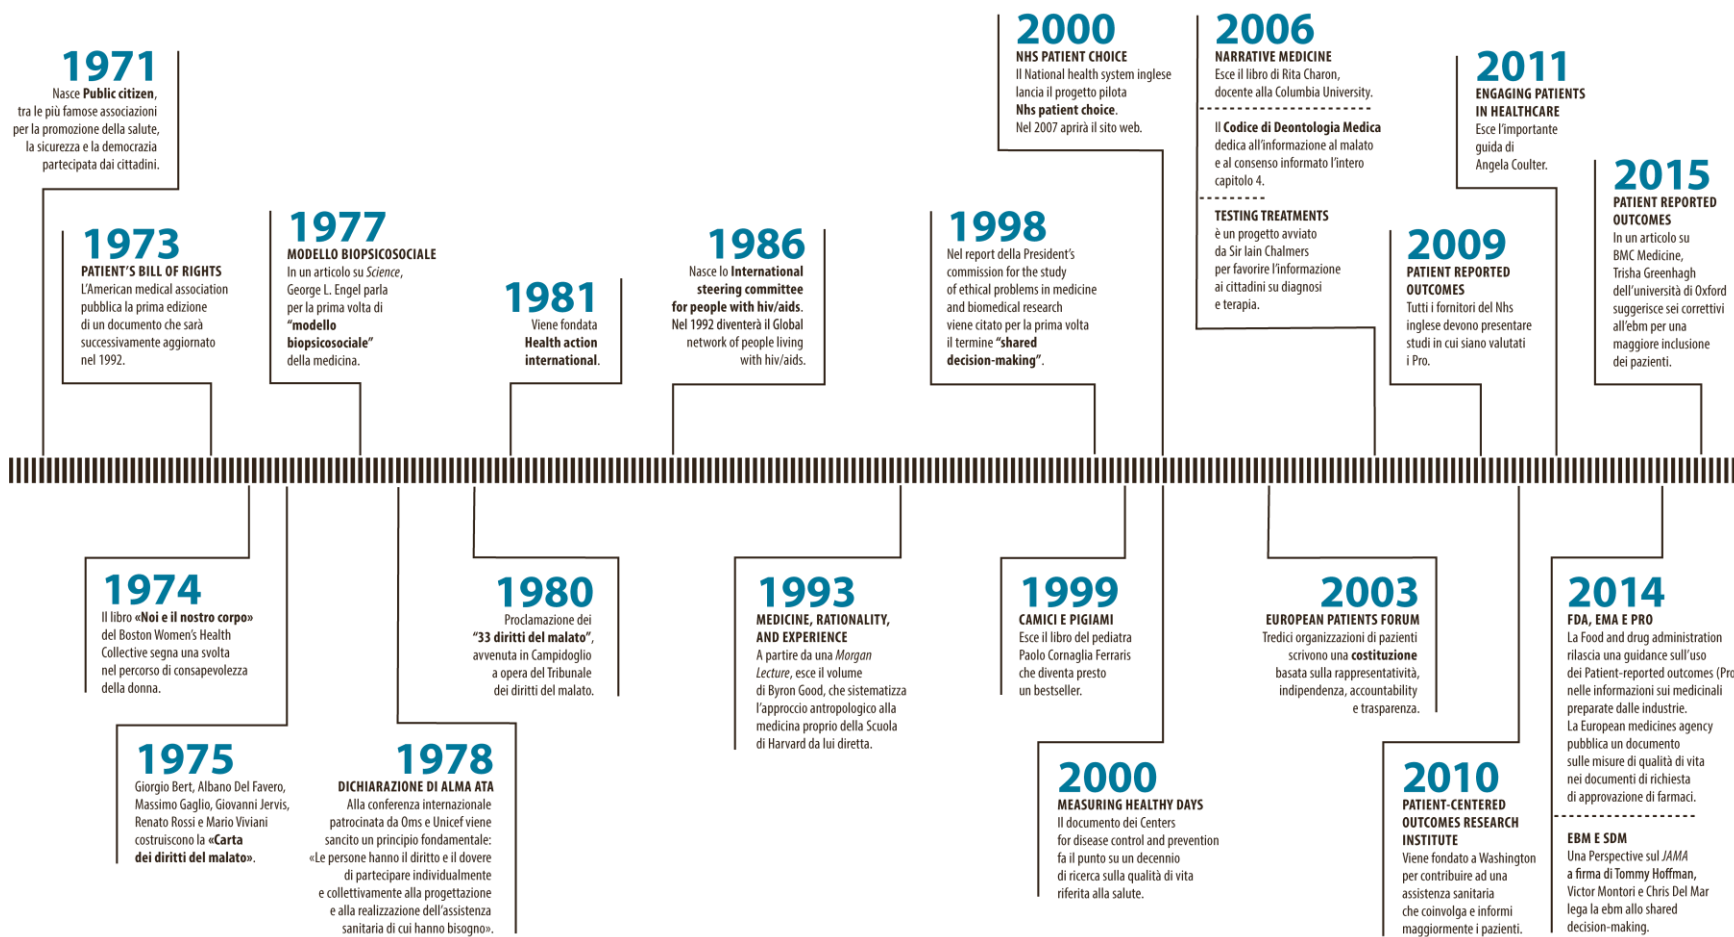 1971
Nasce Public citizen,
tra le più famose associazioni
per la promozione della salute,
la sicurezza e la democrazia
partecipata dai cittadini.
1973
PATIENT'S BILL OF RIGHTS
L'American medical association
pubblica la prima edizione
di un documento che sarà
successivamente aggiornato
nel 1992.
1977
MODELLO BIOPSICOSOCIALE
In un articolo su Science,
George L. Engel parla
per la prima volta di
“modello
biopsicosociale”
della medicina.
1981
Viene fondata
Health action
international.
1986
Nasce lo International
steering committee
for people with hiv/aids.
Nel 1992 diventerà il Global
network of people living
with hiv/aids.
1998
Nel report della President's
commission for the study
of ethical problems in medicine
and biomedical research
viene citato per la prima volta
il termine “shared
decision-making”.
2000
NHS PATIENT CHOICE
Il National health system inglese
lancia il progetto pilota
Nhs patient choice.
Nel 2007 aprirà il sito web.
2006
NARRATIVE MEDICINE
Esce il libro di Rita Charon,
docente alla Columbia University.
Il Codice di Deontologia Medica
dedica all'informazione al malato
e al consenso informato l'intero
capitolo 4.
TESTING TREATMENTS
è un progetto avviato
da Sir Iain Chalmers
per favorire l'informazione
ai cittadini su diagnosi
e terapia.
2009
PATIENT REPORTED
OUTCOMES
Tutti i fornitori del Nhs
inglese devono presentare
studi in cui siano valutati
i Pro.
2011
ENGAGING PATIENTS
IN HEALTHCARE
Esce l'importante
guida di
Angela Coulter.
2015
PATIENT REPORTED
OUTCOMES
In un articolo su
BMC Medicine,
Trisha Greenhagh
dell'università di Oxford
suggerisce sei correttivi
all'ebm per una
maggiore inclusione
dei pazienti.
1974
Il libro «Noi e il nostro corpo»
del Boston Women's Health
Collective segna una svolta
nel percorso di consapevolezza
della donna.
1975
Giorgio Bert, Albano Del Favero,
Massimo Gaglio, Giovanni Jervis,
Renato Rossi e Mario Viviani
costruiscono la «Carta
dei diritti del malato».
1978
DICHIARAZIONE DI ALMA ATA
Alla conferenza internazionale
patrocinata da Oms e Unicef viene
sancito un principio fondamentale:
«Le persone hanno il diritto e il dovere
di partecipare individualmente
e collettivamente alla progettazione
e alla realizzazione dell'assistenza
sanitaria di cui hanno bisogno».
1980
Proclamazione dei
“33 diritti del malato”,
avvenuta in Campidoglio
a opera del Tribunale
dei diritti del malato.
1993
MEDICINE, RATIONALITY,
AND EXPERIENCE
A partire da una Morgan
Lecture, esce il volume
di Byron Good, che sistematizza
l'approccio antropologico alla
medicina proprio della Scuola
di Harvard da lui diretta.
1999
CAMICI E PIGIAMI
Esce il libro del pediatra
Paolo Cornaglia Ferraris
che diventa presto
un bestseller.
2000
MEASURING HEALTHY DAYS
Il documento dei Centers
for disease control and prevention
fa il punto su un decennio
di ricerca sulla qualità di vita
riferita alla salute.
2003
EUROPEAN PATIENTS FORUM
Tredici organizzazioni di pazienti
scrivono una costituzione
basata sulla rappresentatività,
indipendenza, accountability
e trasparenza.
2010
PATIENT-CENTERED
OUTCOMES RESEARCH
INSTITUTE
Viene fondato a Washington
per contribuire ad una
assistenza sanitaria
che coinvolga e informi
maggiormente i pazienti.
2014
FDA, EMA E PRO
La Food and drug administration
rilascia una guidance sull'uso
dei Patient-reported outcomes (Pro
nelle informazioni sui medicinali
preparate dalle industrie.
La European medicines agency
pubblica un documento
sulle misure di qualità di vita
nei documenti di richiesta
di approvazione di farmaci.
EBM E SDM
Una Perspective sul JAMA
a firma di Tommy Hoffman,
Victor Montori e Chris Del Mar
lega la ebm allo shared
decision-making.